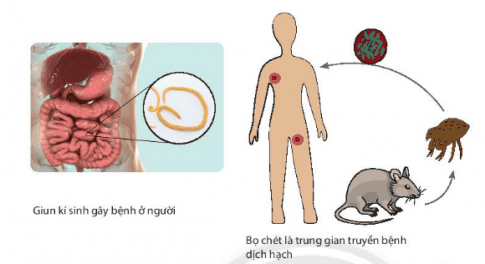 Giun kí sinh gây bệnh ở người
Bọ chét là trung gian truyền bệnh
dịch hạch